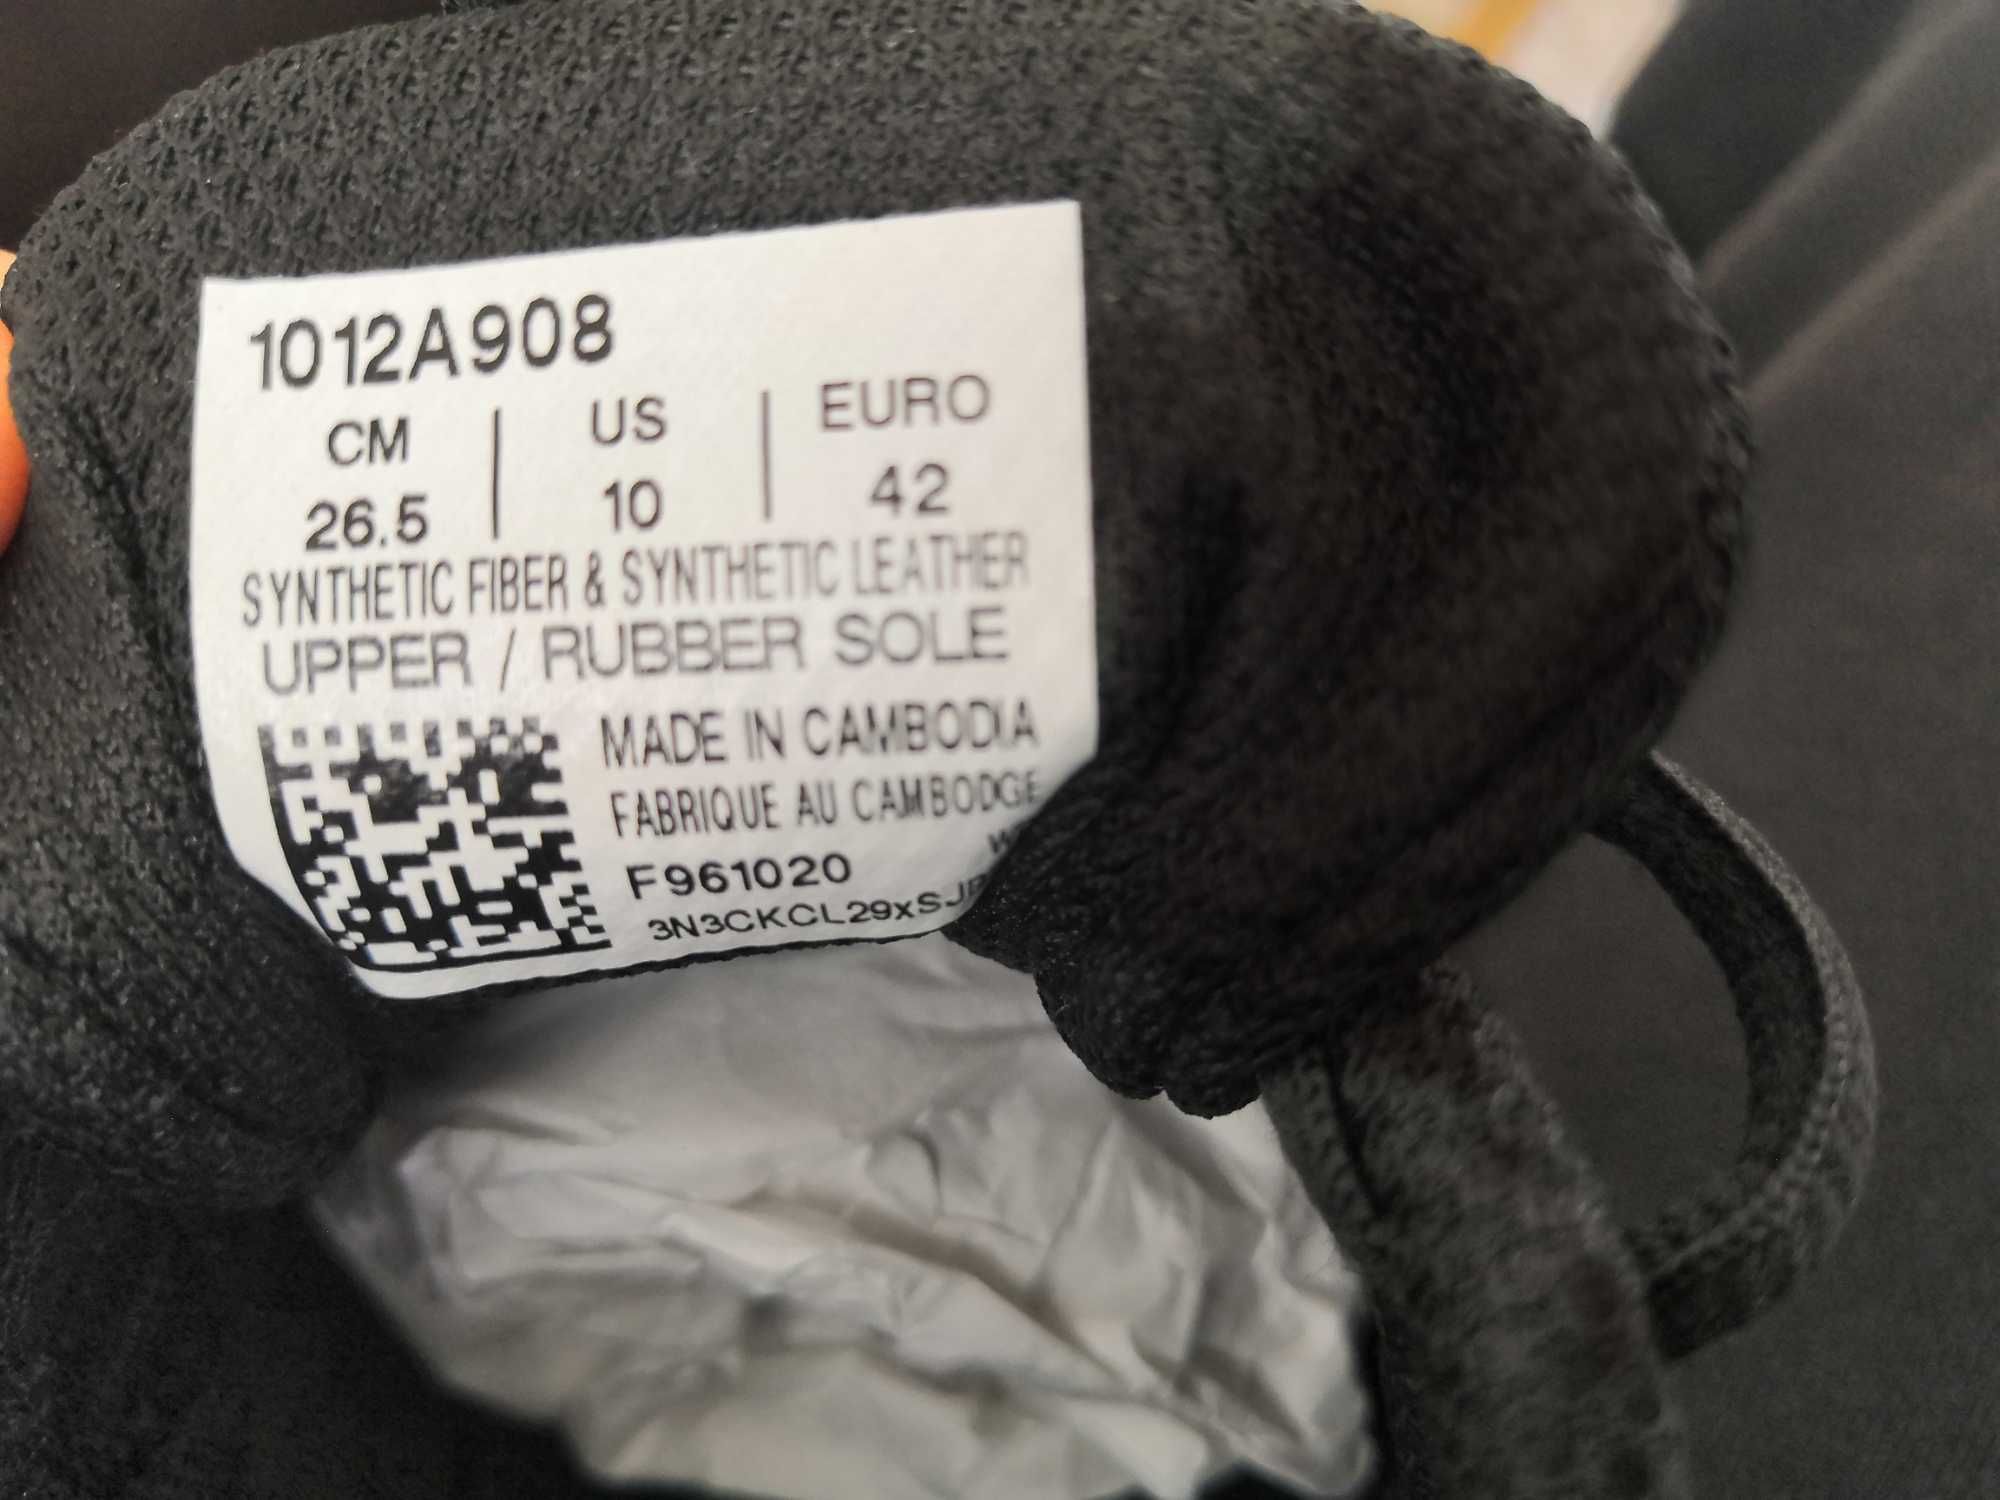 1012A908
CM | US | EURO
26.5 | 10 | 42
SYNTHETIC FIBER & SYNTHETIC LEATHER
UPPER / RUBBER SOLE
MADE IN CAMBODIA
FABRIQUE AU CAMBODGE
F961020